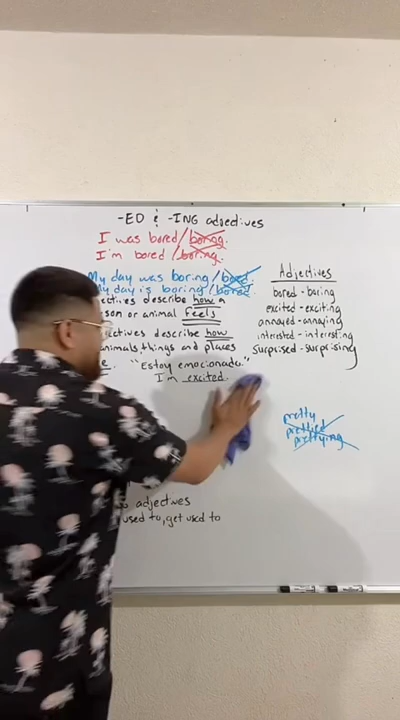 -ED & -ING adjectives
I was bored/boring.
I'm bored/boring.
My day was boring/bored.
My day is boring/bored.
ctives describe how a
son or animal feels
ctives describe how
animals, things and places
e. "Estoy emocionado."
I'm excited.
adjectives
used to, get used to
Adjectives
bored - boring
excited - exciting
annoyed - annoying
interested - interesting
Surprised - surprising
pretty
prettied
prettying